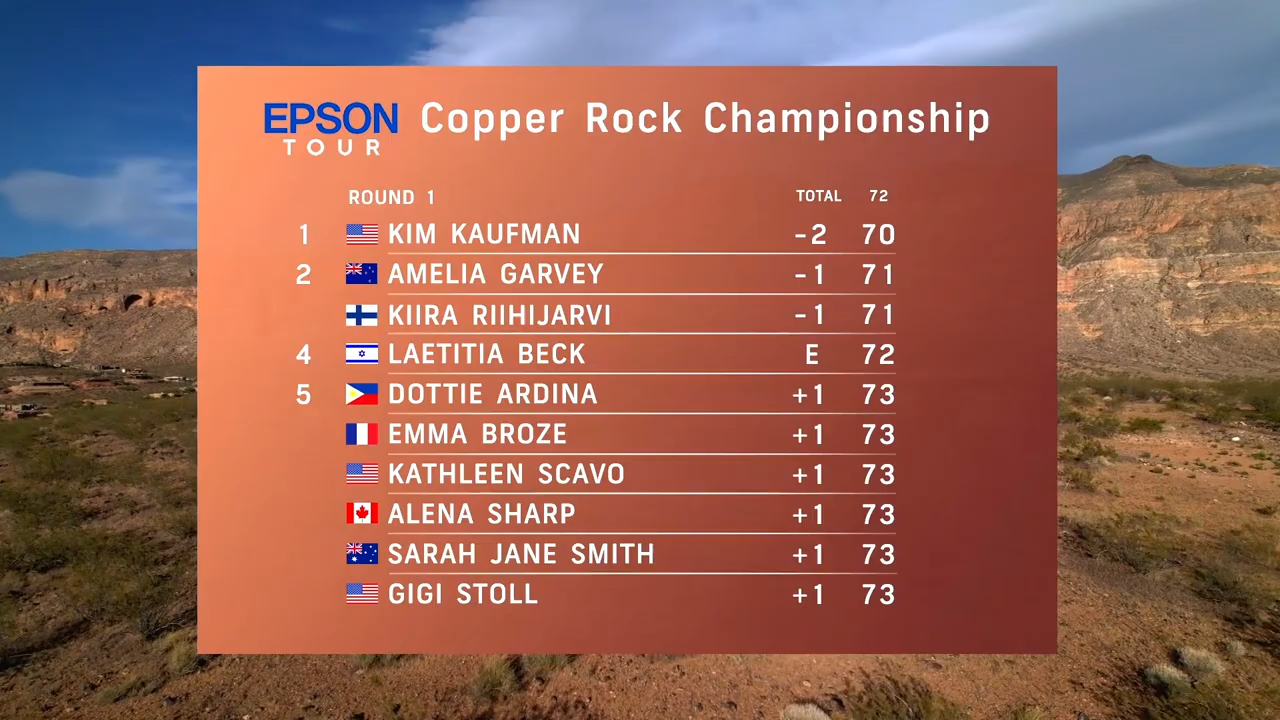 EPSON Copper Rock Championship
TOUR
ROUND 1 TOTAL 72
1 KIM KAUFMAN -2 70
2 AMELIA GARVEY -1 71
KIIRA RIIHIJARVI -1 71
4 LAETITIA BECK E 72
5 DOTTIE ARDINA +1 73
EMMA BROZE +1 73
KATHLEEN SCAVO +1 73
ALENA SHARP +1 73
SARAH JANE SMITH +1 73
GIGI STOLL +1 73